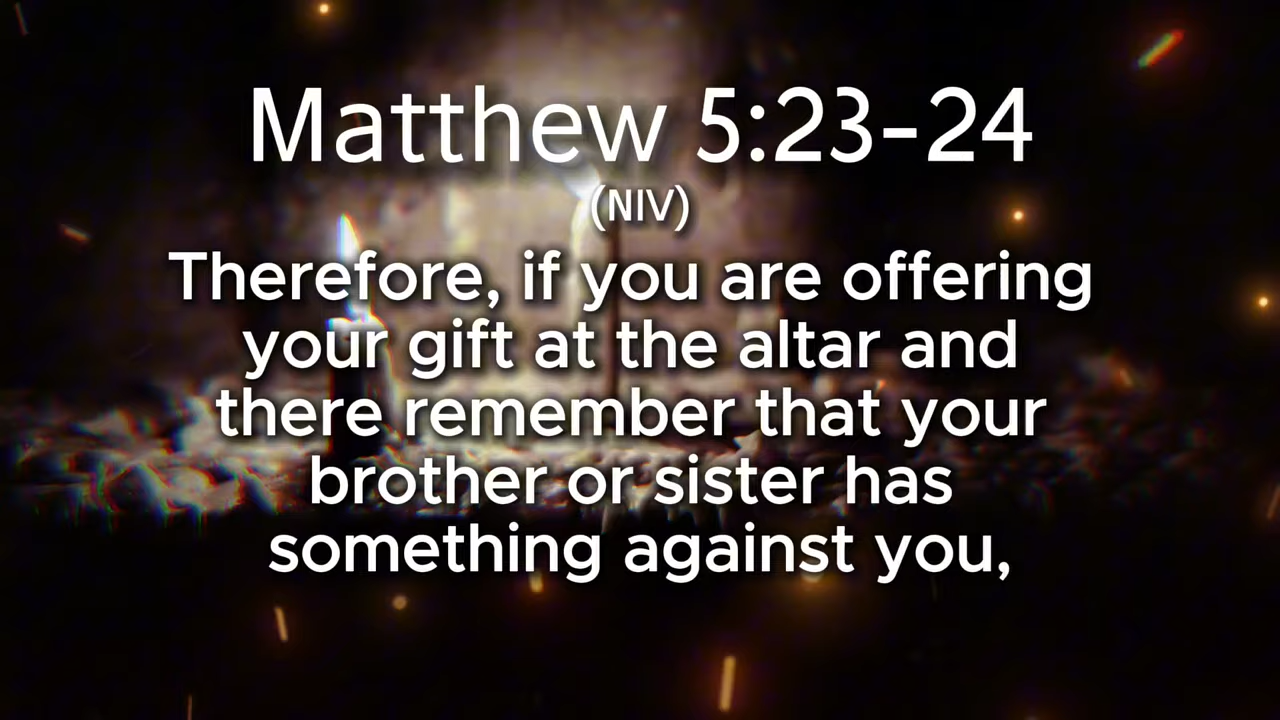 Matthew 5:23-24
(NIV)
Therefore, if you are offering
your gift at the altar and
there remember that your
brother or sister has
something against you,